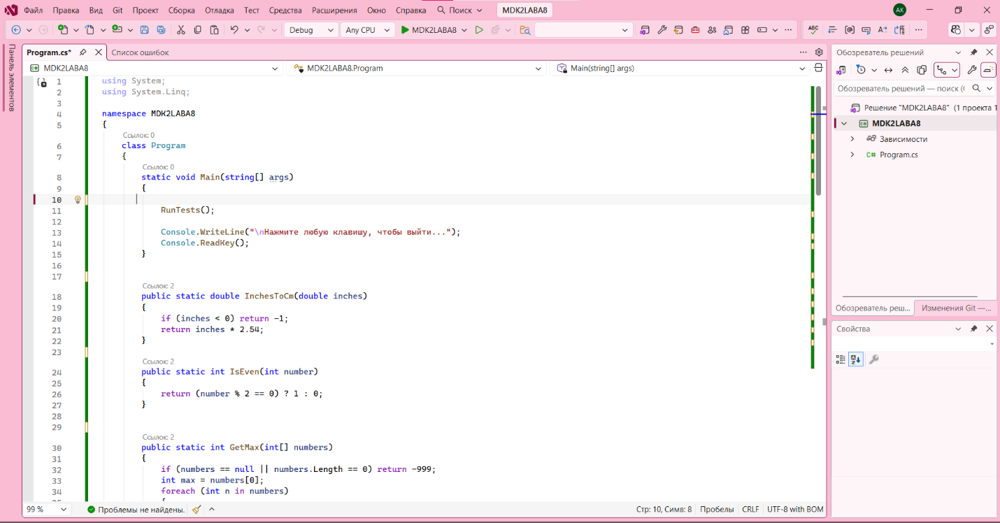 Файл Правка Вид Git Проект Сборка Отладка Тест Средства Расширения Окно Справка Поиск MDK2LABA8 AK
Debug Any CPU MDK2LABA8
Панель элементов
Program.cs* Список ошибок
MDK2LABA8 MDK2LABA8.Program Main(string[] args)
1 using System;
2 using System.Linq;
3
4 namespace MDK2LABA8
5 {
Ссылок: 0
6 class Program
7 {
Ссылок: 0
8 static void Main(string[] args)
9 {
10
11 RunTests();
12
13 Console.WriteLine("\nНажмите любую клавишу, чтобы выйти...");
14 Console.ReadKey();
15 }
16
17
Ссылок: 2
18 public static double InchesToCm(double inches)
19 {
20 if (inches < 0) return -1;
21 return inches * 2.54;
22 }
23
Ссылок: 2
24 public static int IsEven(int number)
25 {
26 return (number % 2 == 0) ? 1 : 0;
27 }
28
29
Ссылок: 2
30 public static int GetMax(int[] numbers)
31 {
32 if (numbers == null || numbers.Length == 0) return -999;
33 int max = numbers[0];
34 foreach (int n in numbers)
99 % Проблемы не найдены. Стр: 10, Симв: 8 Пробелы CRLF UTF-8 with BOM
Обозреватель решений
Обозреватель решений — поиск (
Решение "MDK2LABA8" (1 проекта 1
MDK2LABA8
Зависимости
C# Program.cs
Обозреватель реш... Изменения Git —...
Свойства